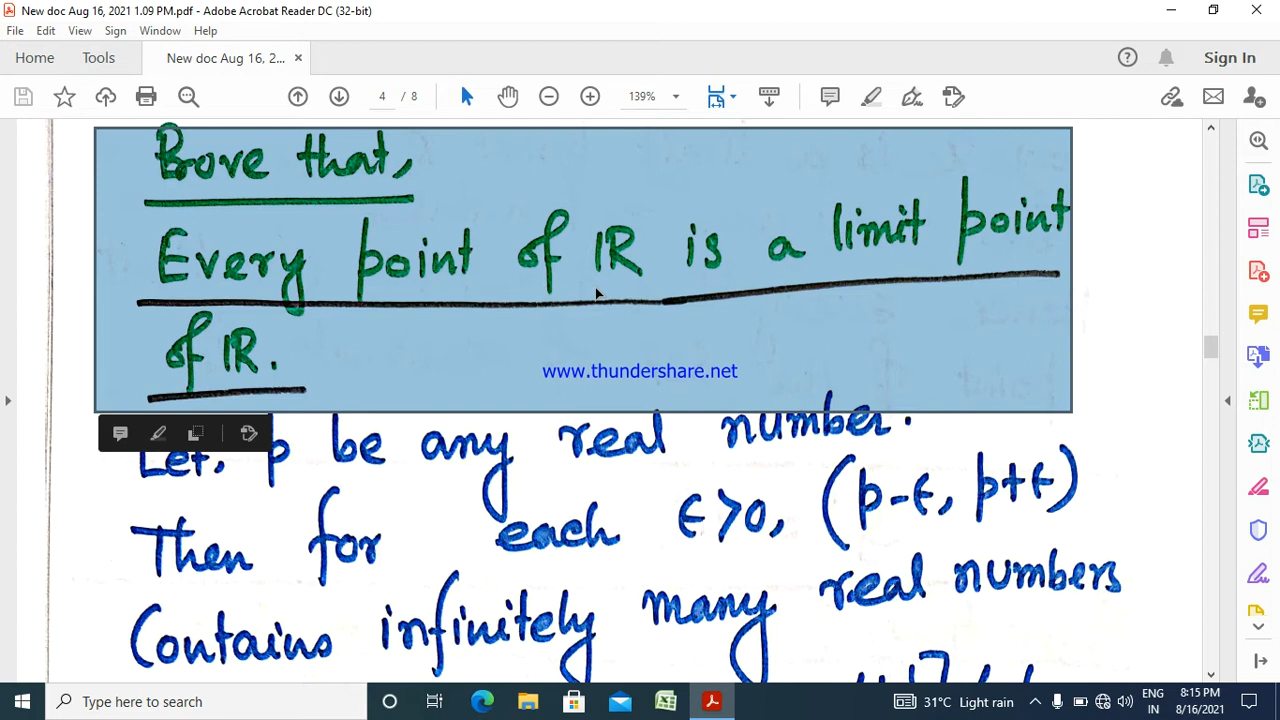 New doc Aug 16, 2021 1.09 PM.pdf - Adobe Acrobat Reader DC (32-bit)
File Edit View Sign Window Help
Home Tools New doc Aug 16, 2... × Sign In
4 / 8 139%
Prove that,
Every point of IR is a limit point
of IR.
www.thundershare.net
Let, p be any real number.
Then for each ε>0, (p-ε, p+ε)
Contains infinitely many real numbers
Type here to search
31°C Light rain
ENG
IN
8:15 PM
8/16/2021